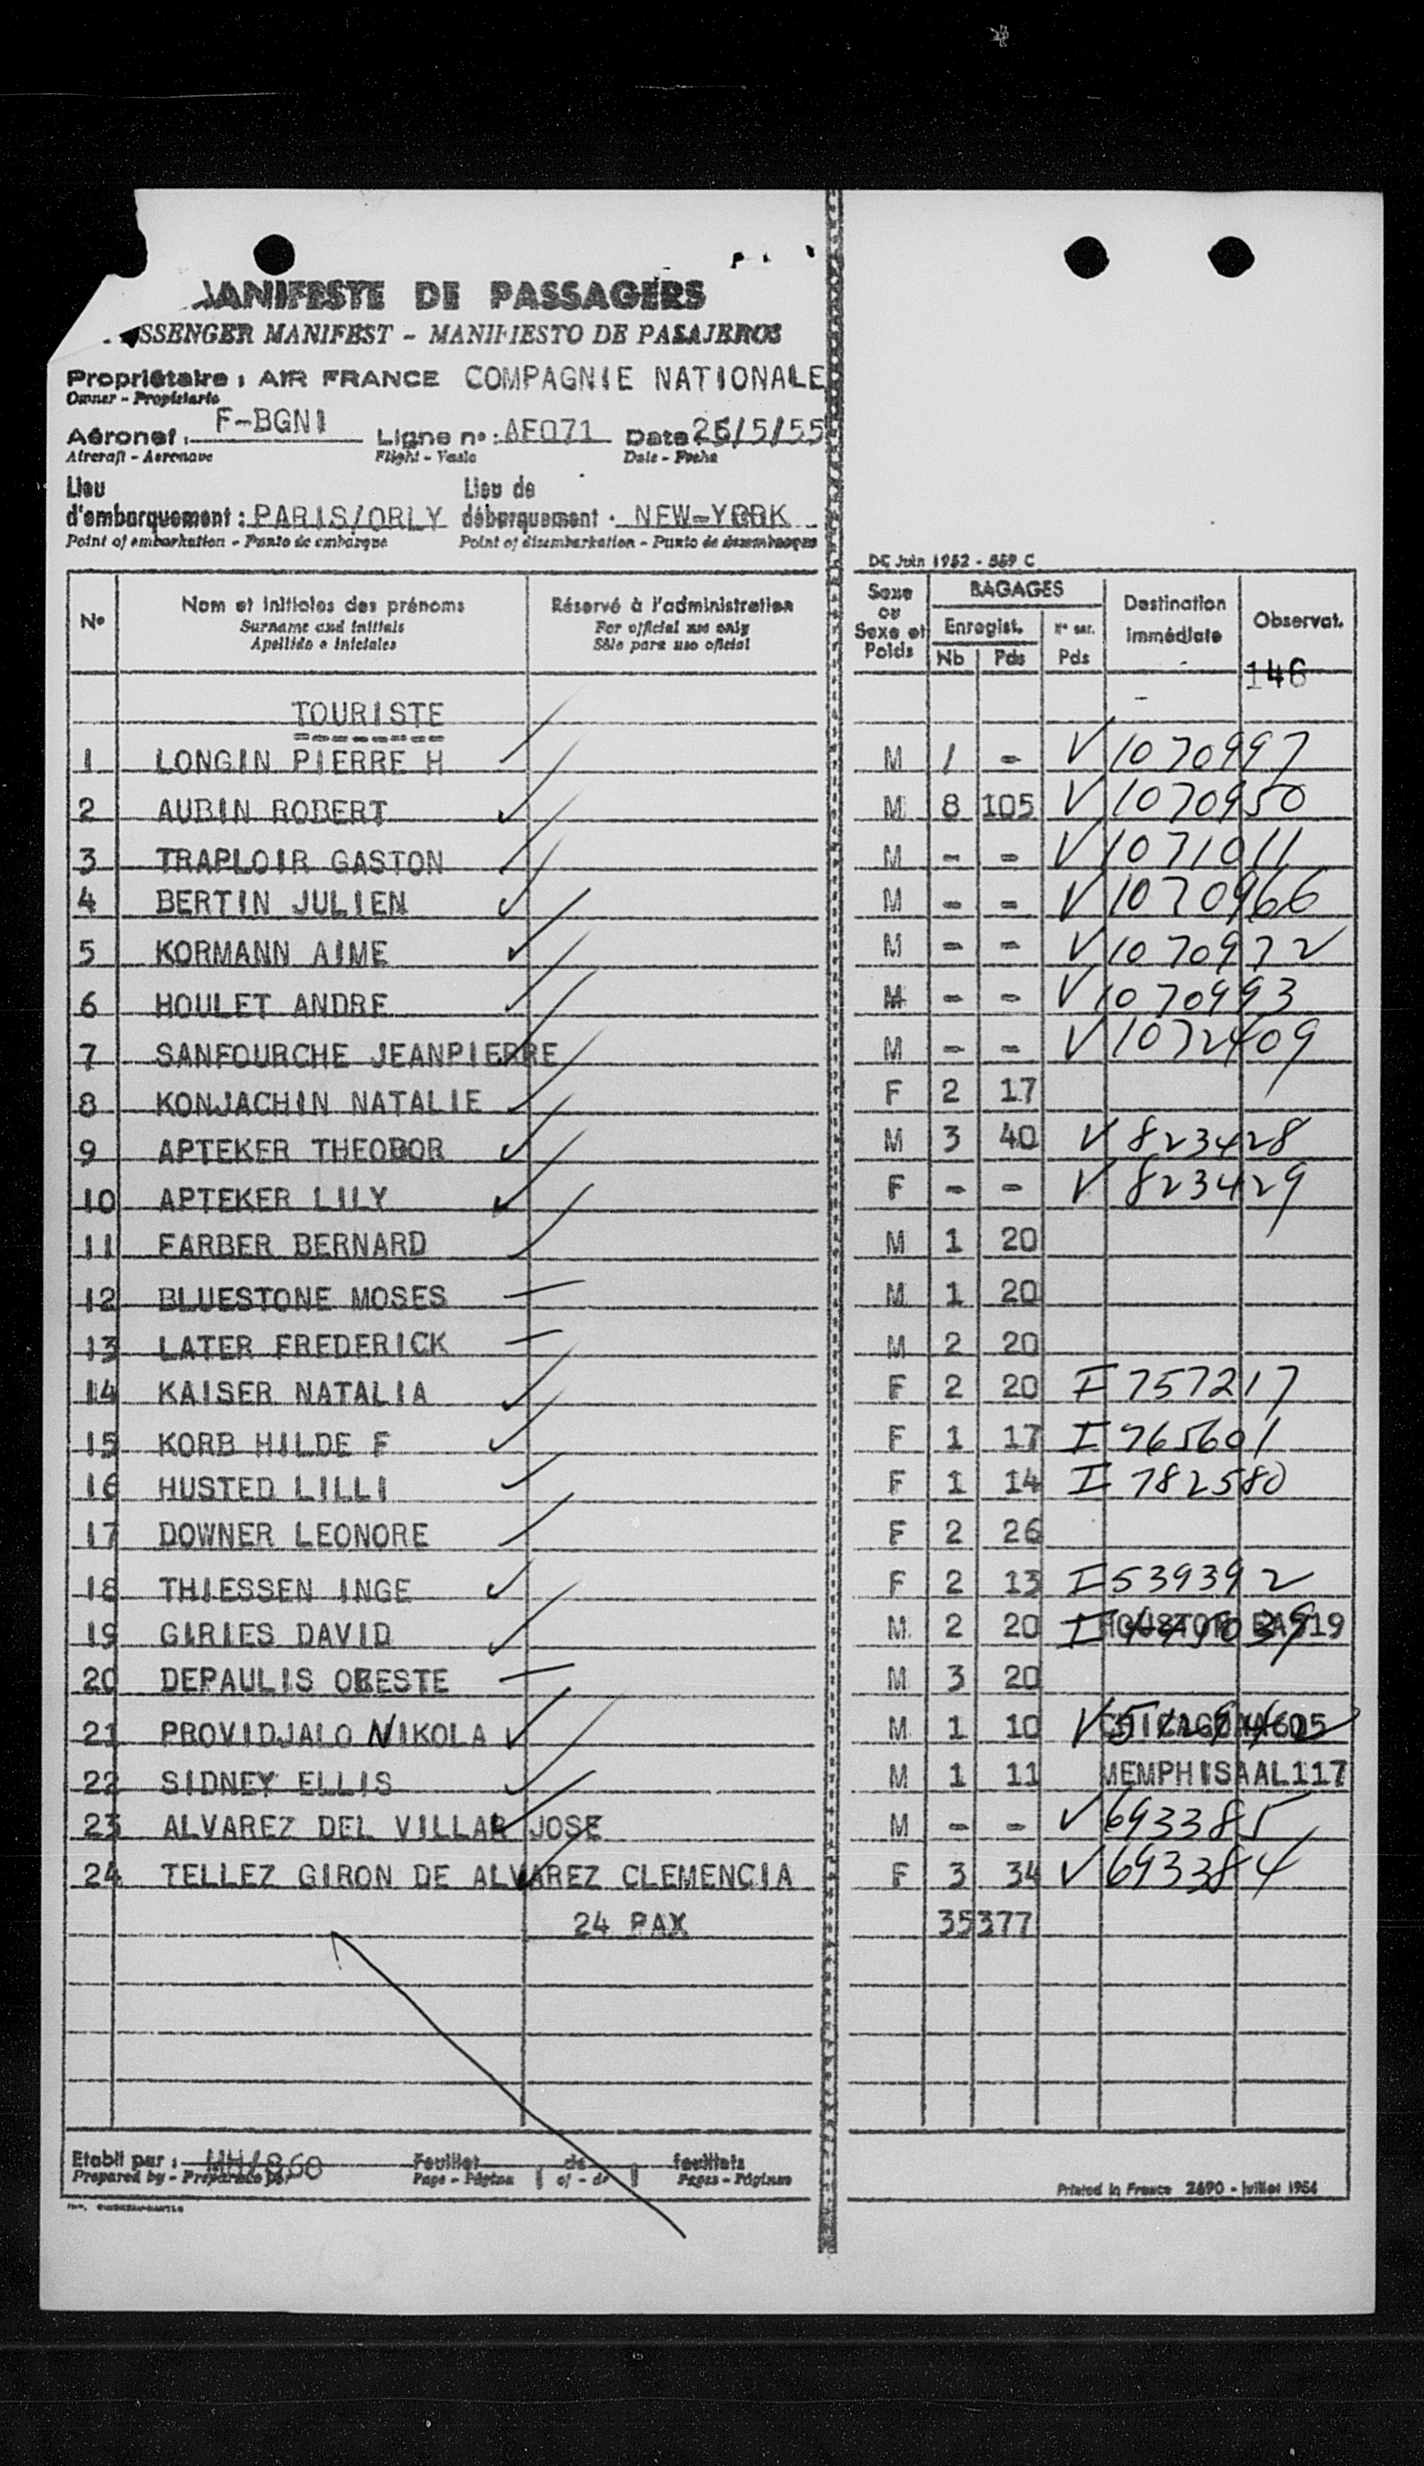 MANIFESTE DE PASSAGERS
SSENGER MANIFEST - MANIFIESTO DE PASAJEROS
Propriétaire : AIR FRANCE COMPAGNIE NATIONALE
Owner - Propietario
Aéronef : F-BGNI Ligne n° : AF071 Date 25/5/55
Aircraft - Aeronave Flight - Vuelo Date - Fecha
Lieu d'embarquement : PARIS/ORLY Lieu de débarquement . NEW-YORK
Point of embarkation - Punto de embarque Point of disembarkation - Punto de desembarque
DC Juin 1952 - 569 C
N° Nom et initiales des prénoms Réservé à l'administration Sexe ou Sexe et Poids BAGAGES Destination immédiate Observat.
Surname and initials For official use only Enregist. Nb Pds Pds
Apellido e iniciales Sólo para uso oficial
146
TOURISTE
1 LONGIN PIERRE H M 1 - V 1070997
2 AUBIN ROBERT M 8 105 V 1070950
3 TRAPLOIR GASTON M - - V 1071011
4 BERTIN JULIEN M - - V 1070966
5 KORMANN AIME M - - V 1070972
6 HOULET ANDRE M - - V 1070993
7 SANFOURCHE JEANPIERRE M - - V 1072409
8 KONJACHIN NATALIE F 2 17
9 APTEKER THEODOR M 3 40 V 823428
10 APTEKER LILY F - - V 823429
11 FARBER BERNARD M 1 20
12 BLUESTONE MOSES M 1 20
13 LATER FREDERICK M 2 20
14 KAISER NATALIA F 2 20 I 757217
15 KORB HILDE F F 1 17 I 765601
16 HUSTED LILLI F 1 14 I 782580
17 DOWNER LEONORE F 2 26
18 THIESSEN INGE F 2 13 I 539392
19 GIRIES DAVID M 2 20 I HOUSTON EA519
20 DEPAULIS ORESTE M 3 20
21 PROVIDJALO NIKOLA M 1 10 V CHICAGO AA605
22 SIDNEY ELLIS M 1 11 MEMPHIS AAL117
23 ALVAREZ DEL VILLAR JOSE M - - V 693385
24 TELLEZ GIRON DE ALVAREZ CLEMENCIA F 3 34 V 693384
24 PAX 35 377
Etabli par : Feuillet de feuillets
Prepared by - Preparado por Page - Página of - de Pages - Páginas
Printed in France 2690 - Juillet 1954